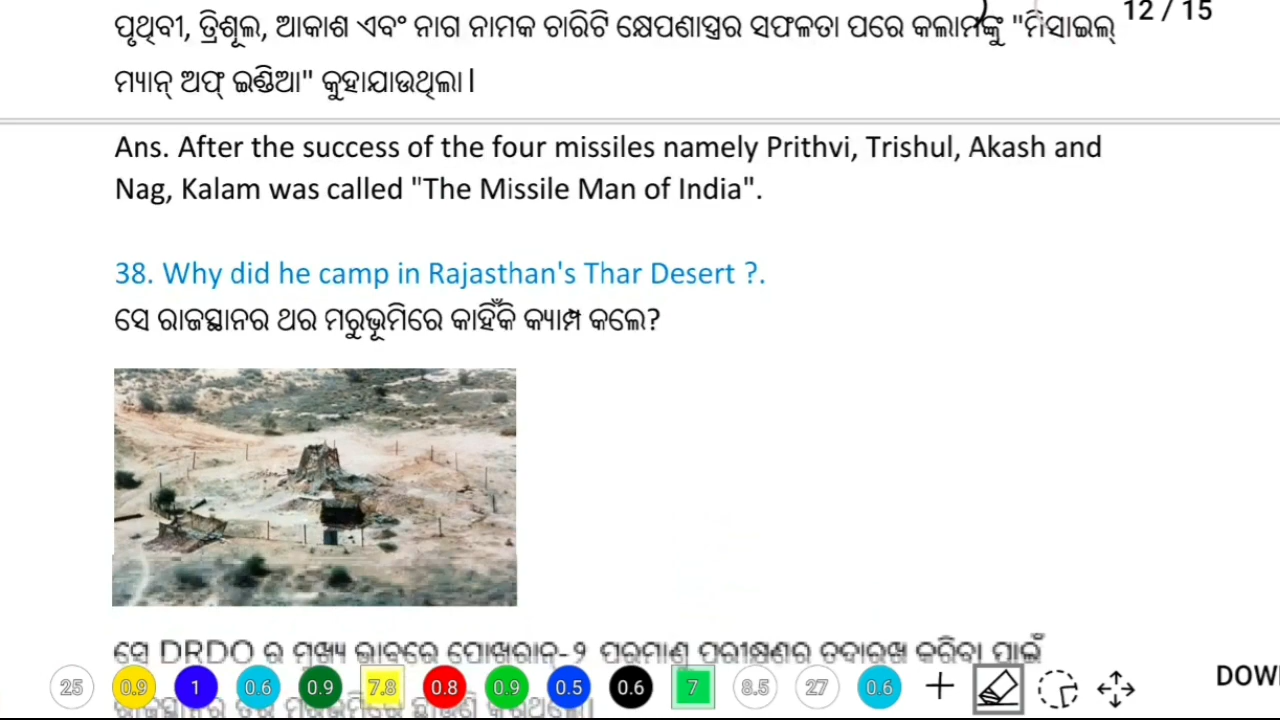 12 / 15
ପୃଥିବୀ, ତ୍ରିଶୂଲ, ଆକାଶ ଏବଂ ନାଗ ନାମକ ଚାରିଟି କ୍ଷେପଣାସ୍ତ୍ରର ସଫଳତା ପରେ କଲାମଙ୍କୁ "ମିସାଇଲ୍
ମ୍ୟାନ୍ ଅଫ୍ ଇଣ୍ଡିଆ" କୁହାଯାଉଥିଲା।
Ans. After the success of the four missiles namely Prithvi, Trishul, Akash and
Nag, Kalam was called "The Missile Man of India".
38. Why did he camp in Rajasthan's Thar Desert ?.
ସେ ରାଜସ୍ଥାନର ଥର ମରୁଭୂମିରେ କାହିଁକି କ୍ୟାମ୍ପ କଲେ?
ସେ DRDO ର ମୁଖ୍ୟ ଭାବରେ ପୋଖରାନ୍-୨ ପରମାଣୁ ପରୀକ୍ଷଣର ତଦାରଖ କରିବା ପାଇଁ
25 0.9 1 0.6 0.9 7.8 0.8 0.9 0.5 0.6 7 8.5 27 0.6